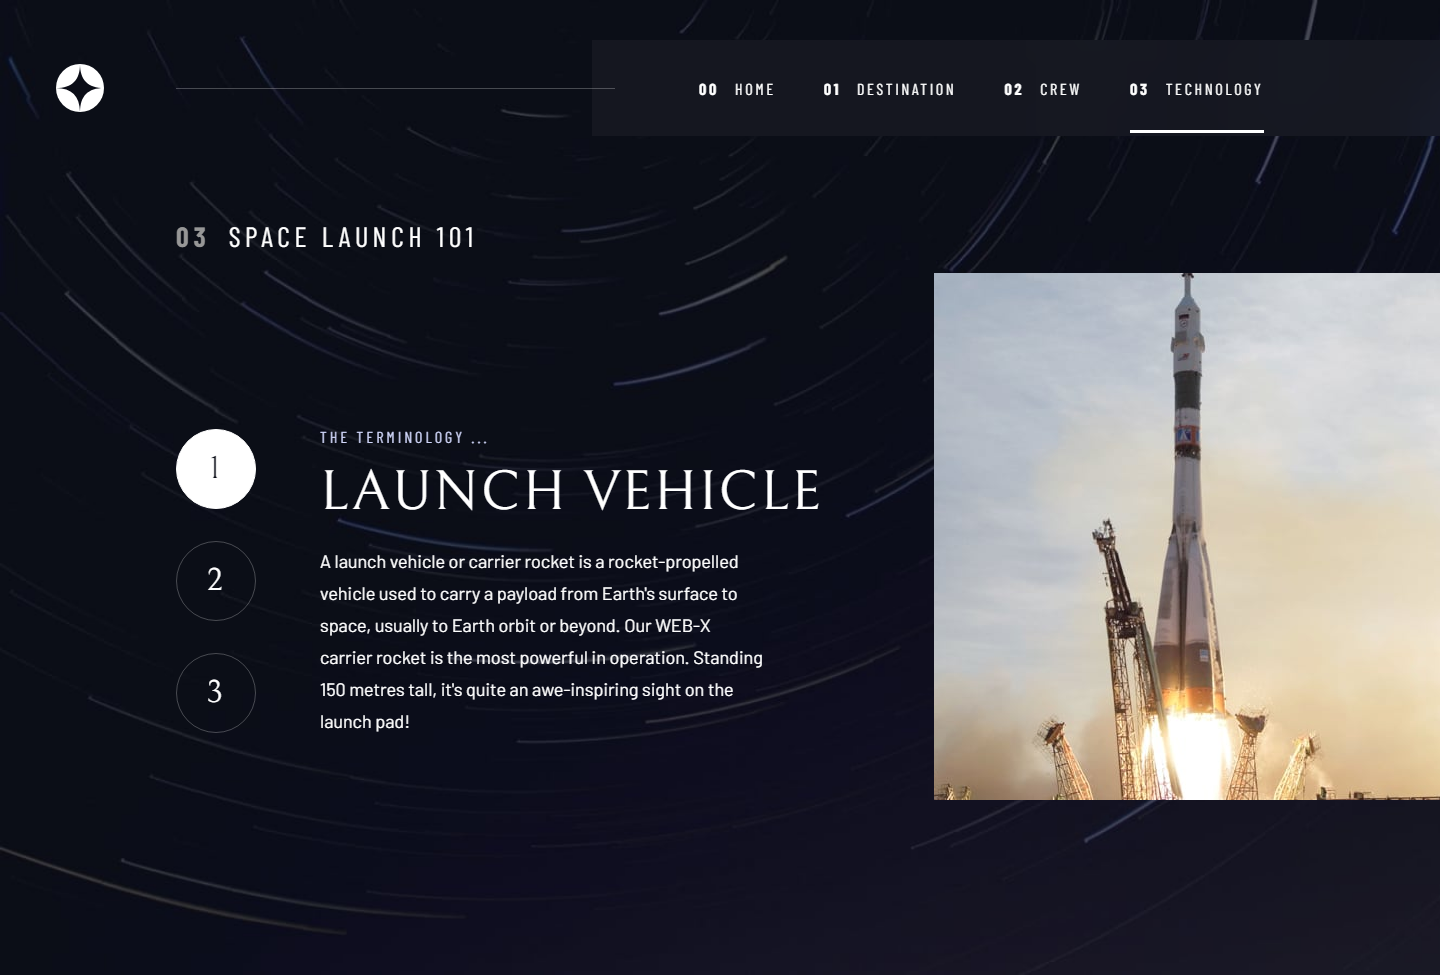 00 HOME 01 DESTINATION 02 CREW 03 TECHNOLOGY
03 SPACE LAUNCH 101
1
2
3
THE TERMINOLOGY ...
LAUNCH VEHICLE
A launch vehicle or carrier rocket is a rocket-propelled
vehicle used to carry a payload from Earth's surface to
space, usually to Earth orbit or beyond. Our WEB-X
carrier rocket is the most powerful in operation. Standing
150 metres tall, it's quite an awe-inspiring sight on the
launch pad!